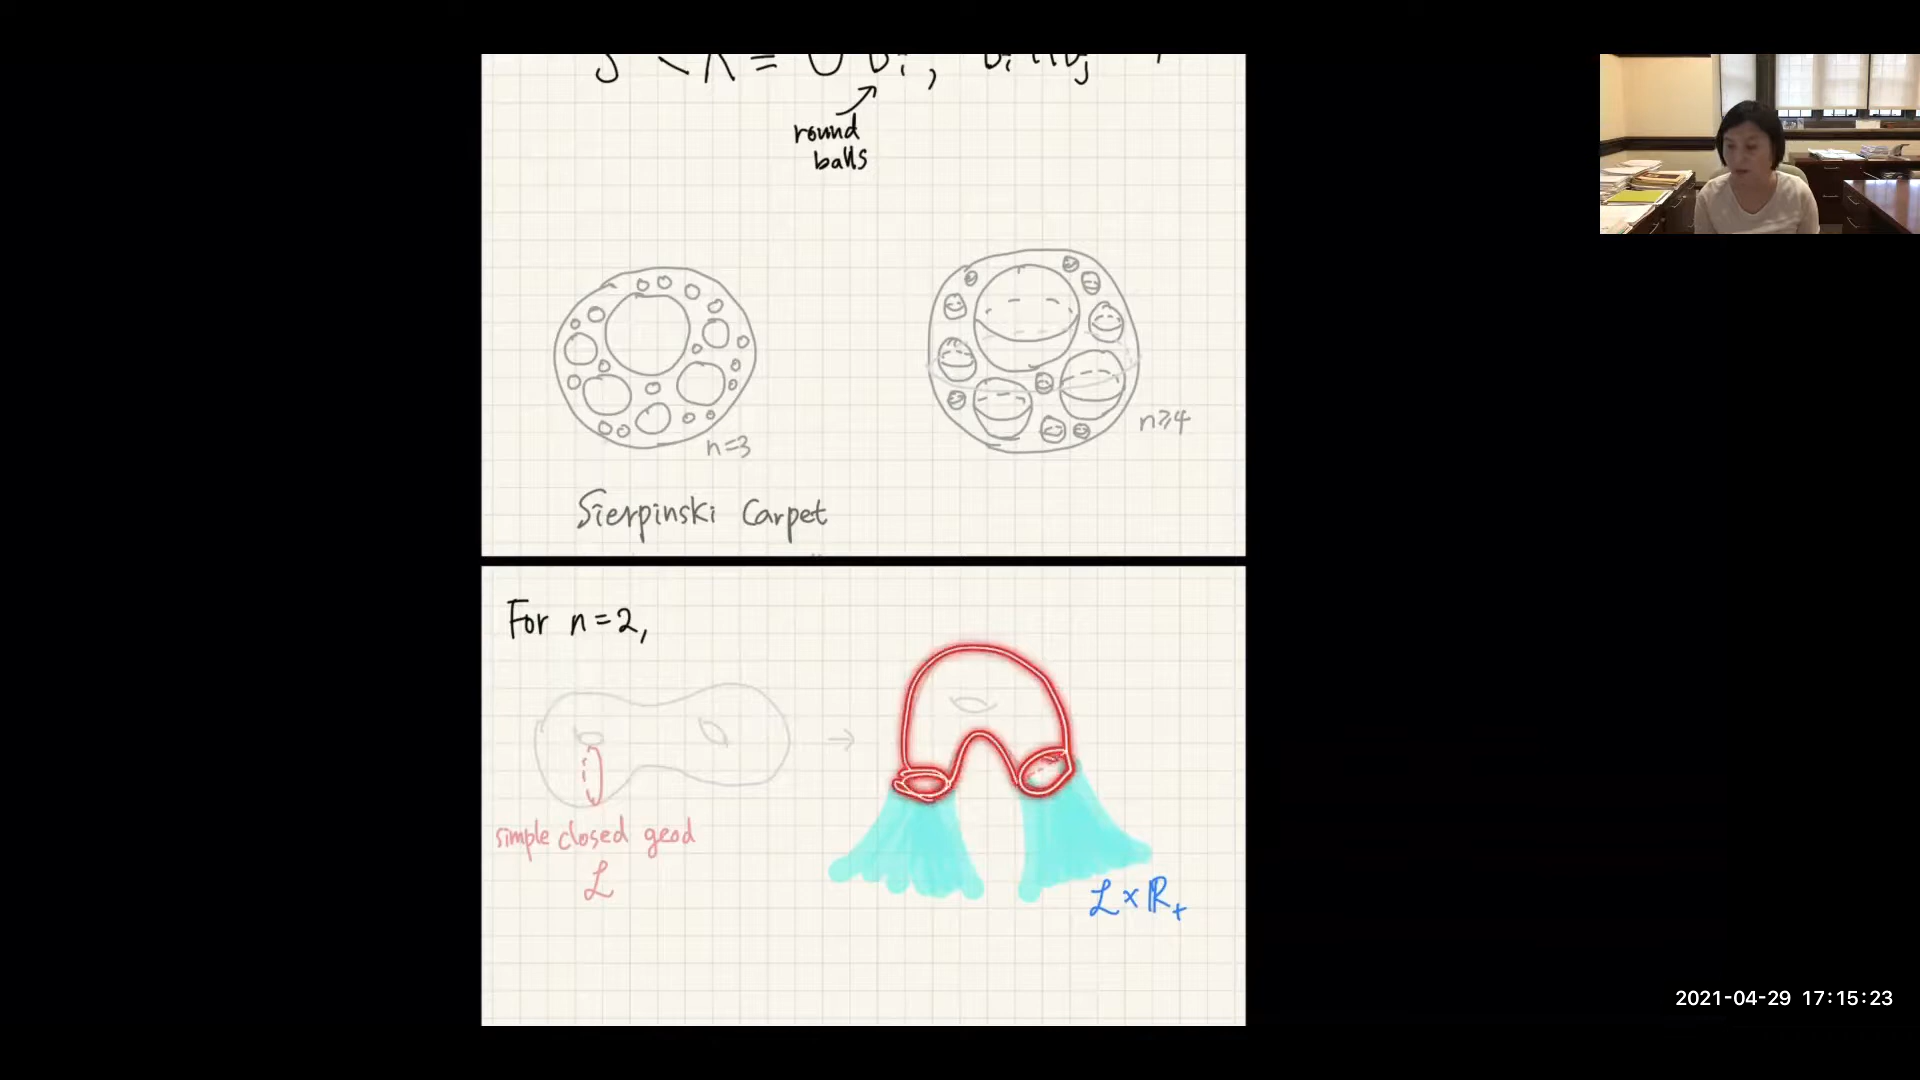 round
balls
n=3
n⩾4
Sierpinski Carpet
For n=2,
simple closed geod
ℒ
ℒ×ℝ₊
2021-04-29 17:15:23